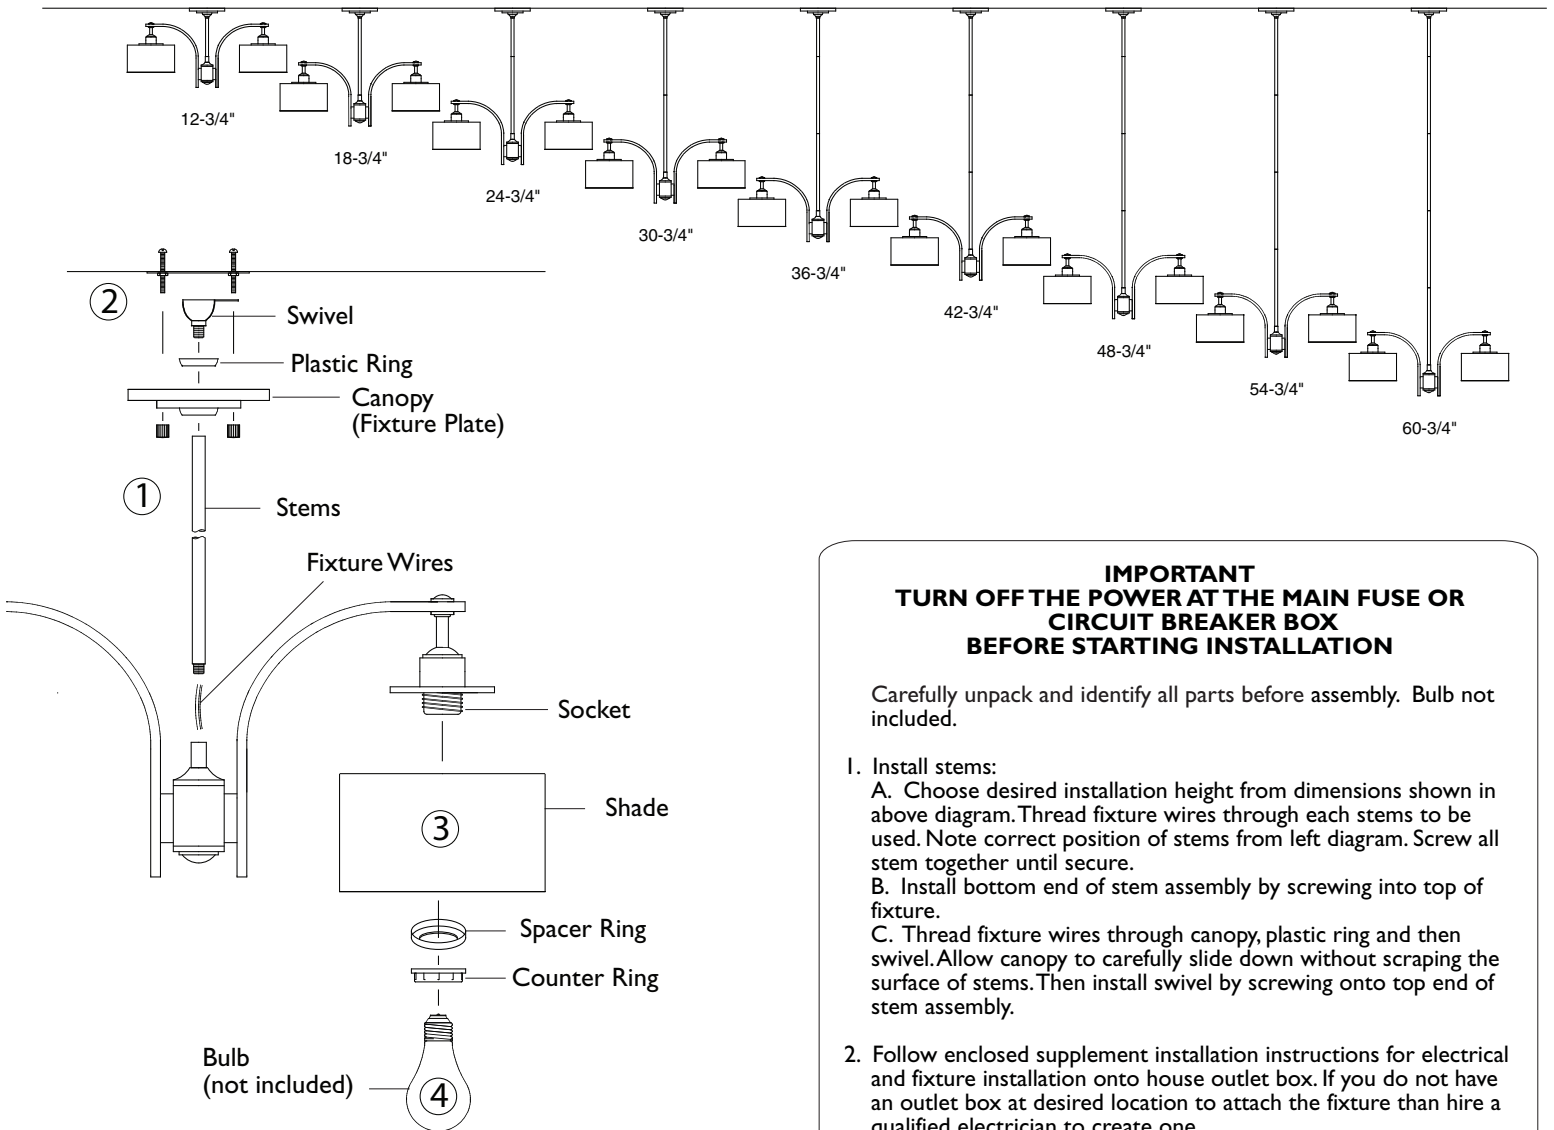 12-3/4"
18-3/4"
24-3/4"
30-3/4"
36-3/4"
42-3/4"
48-3/4"
54-3/4"
60-3/4"
2
Swivel
Plastic Ring
Canopy
(Fixture Plate)
1
Stems
Fixture Wires
Socket
Shade
3
Spacer Ring
Counter Ring
Bulb
(not included)
4
IMPORTANT
TURN OFF THE POWER AT THE MAIN FUSE OR
CIRCUIT BREAKER BOX
BEFORE STARTING INSTALLATION
Carefully unpack and identify all parts before assembly. Bulb not
included.
1. Install stems:
A. Choose desired installation height from dimensions shown in
above diagram. Thread fixture wires through each stems to be
used. Note correct position of stems from left diagram. Screw all
stem together until secure.
B. Install bottom end of stem assembly by screwing into top of
fixture.
C. Thread fixture wires through canopy, plastic ring and then
swivel. Allow canopy to carefully slide down without scraping the
surface of stems. Then install swivel by screwing onto top end of
stem assembly.
2. Follow enclosed supplement installation instructions for electrical
and fixture installation onto house outlet box. If you do not have
an outlet box at desired location to attach the fixture than hire a
qualified electrician to create one